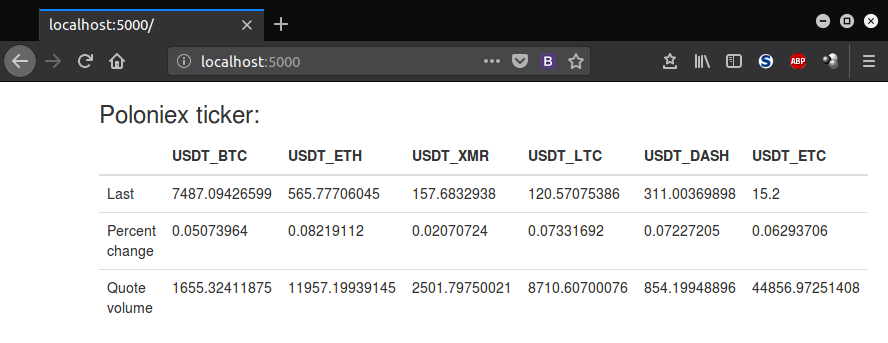 localhost:5000/
localhost:5000
B
S
ABP
Poloniex ticker:
USDT_BTC USDT_ETH USDT_XMR USDT_LTC USDT_DASH USDT_ETC
Last 7487.09426599 565.77706045 157.6832938 120.57075386 311.00369898 15.2
Percent 0.05073964 0.08219112 0.02070724 0.07331692 0.07227205 0.06293706
change
Quote 1655.32411875 11957.19939145 2501.79750021 8710.60700076 854.19948896 44856.97251408
volume